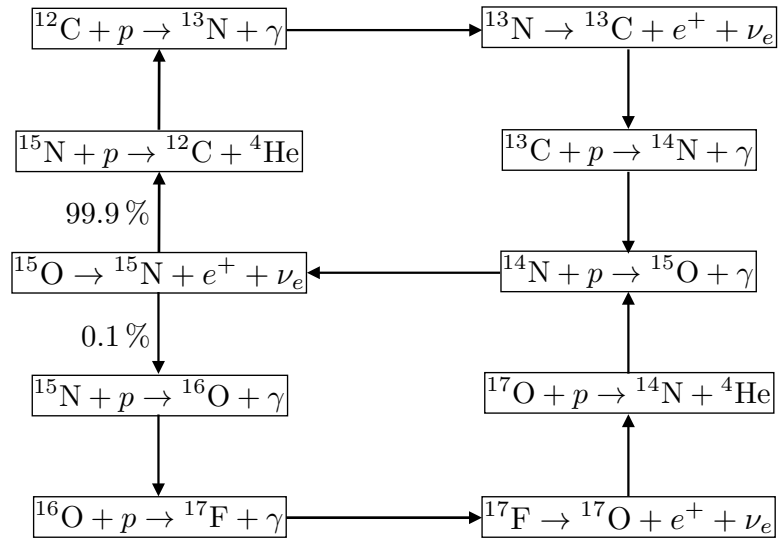 ¹²C + p → ¹³N + γ
¹³N → ¹³C + e⁺ + νₑ
¹⁵N + p → ¹²C + ⁴He
¹³C + p → ¹⁴N + γ
99.9 %
¹⁵O → ¹⁵N + e⁺ + νₑ
¹⁴N + p → ¹⁵O + γ
0.1 %
¹⁵N + p → ¹⁶O + γ
¹⁷O + p → ¹⁴N + ⁴He
¹⁶O + p → ¹⁷F + γ
¹⁷F → ¹⁷O + e⁺ + νₑ